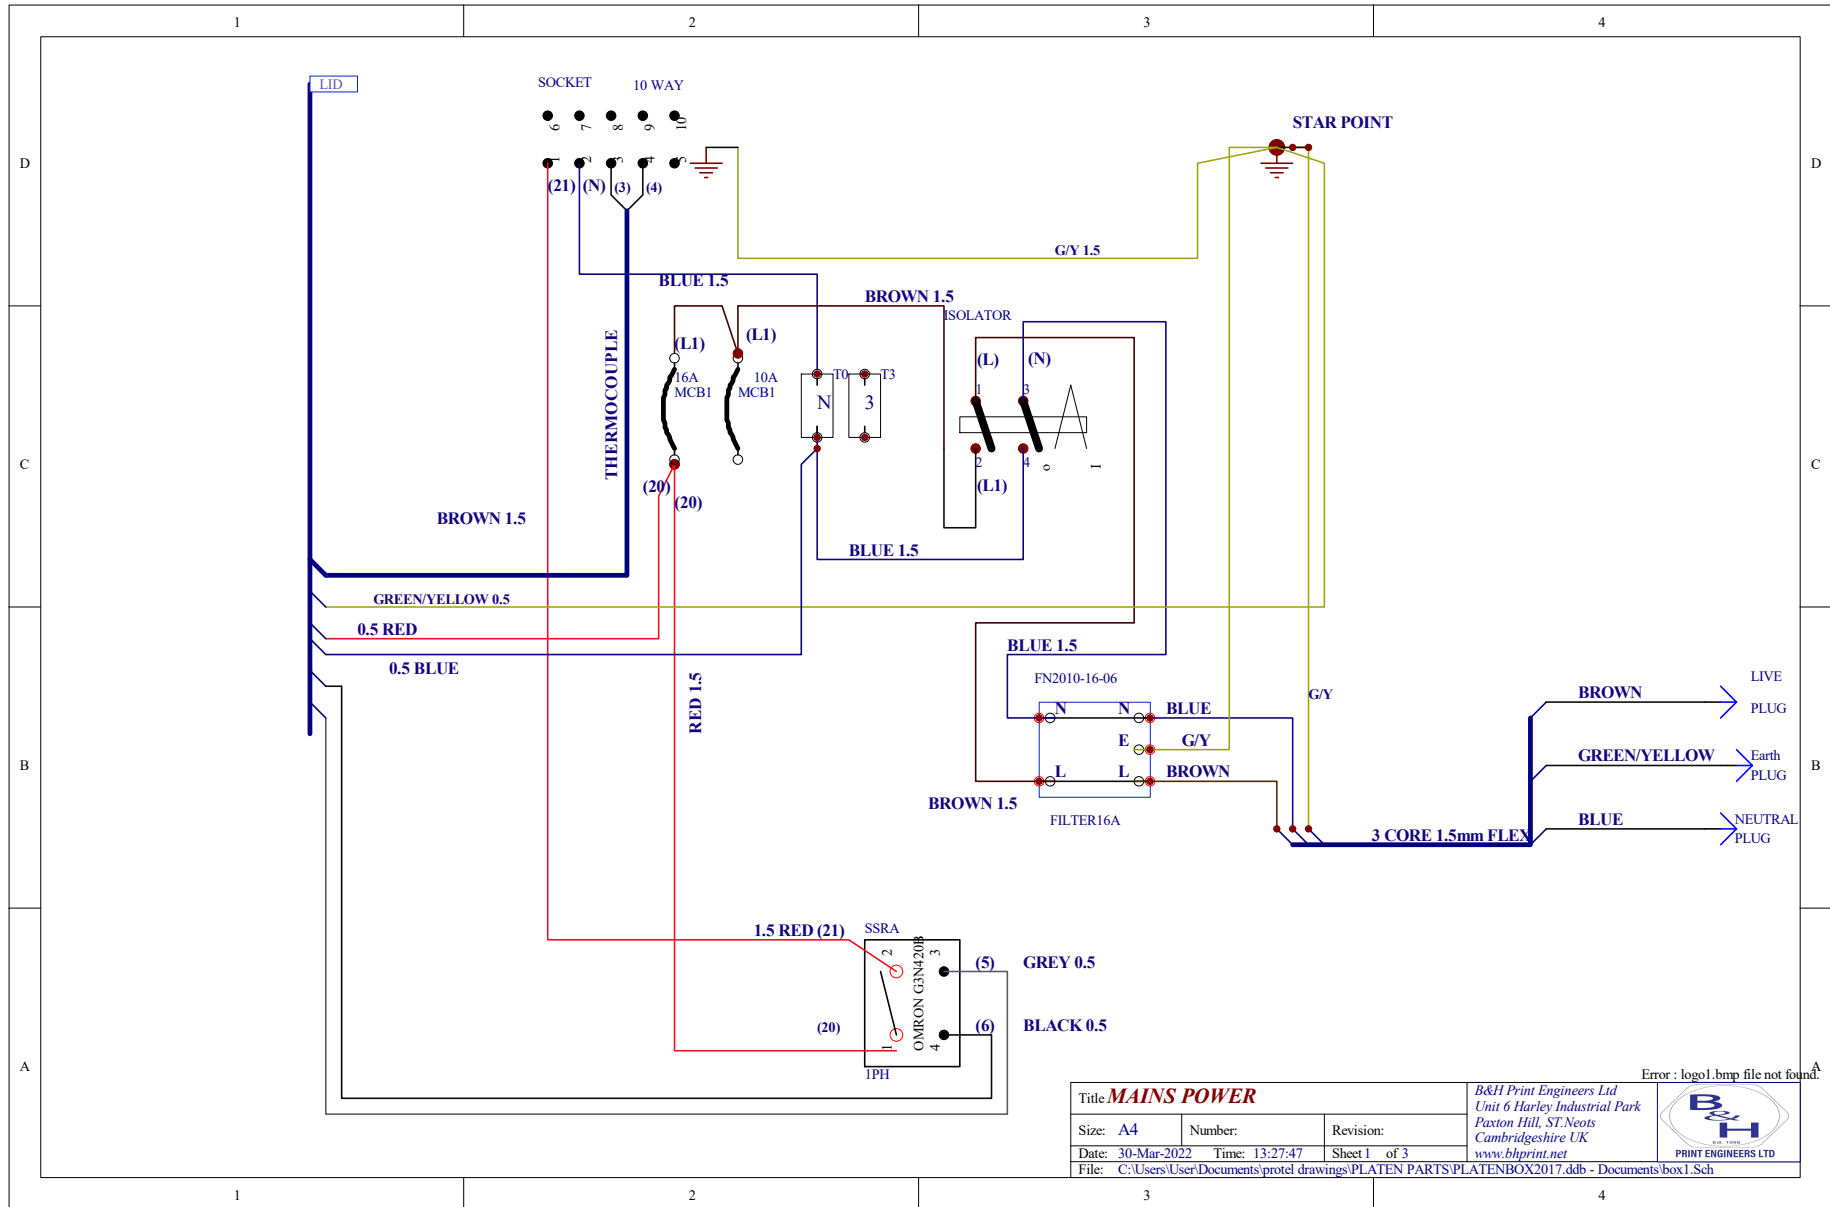 1 2 3 4
LID
SOCKET 10 WAY
6 7 8 9 10
1 2 3 4 5
(21) (N) (3) (4)
STAR POINT
D D
G/Y 1.5
BLUE 1.5
BROWN 1.5
ISOLATOR
(L1) (L1)
(L) (N)
16A
MCB1
10A
MCB1
T0 T3
N 3
1 3
2 4
o I
(L1)
THERMOCOUPLE
C C
(20)
(20)
BROWN 1.5
BLUE 1.5
GREEN/YELLOW 0.5
0.5 RED
0.5 BLUE
RED 1.5
BLUE 1.5
FN2010-16-06
G/Y
N N BLUE
E G/Y
L L BROWN
BROWN 1.5
FILTER16A
BROWN
LIVE
PLUG
GREEN/YELLOW
Earth
PLUG
BLUE
NEUTRAL
PLUG
3 CORE 1.5mm FLEX
B B
1.5 RED (21)
SSRA
2 3
OMRON G3N420B
(5) GREY 0.5
(20)
(6) BLACK 0.5
1 4
1PH
A A
Error : logo1.bmp file not found.
Title MAINS POWER
Size: A4 Number: Revision:
Date: 30-Mar-2022 Time: 13:27:47 Sheet 1 of 3
File: C:\Users\User\Documents\protel drawings\PLATEN PARTS\PLATENBOX2017.ddb - Documents\box1.Sch
B&H Print Engineers Ltd
Unit 6 Harley Industrial Park
Paxton Hill, ST.Neots
Cambridgeshire UK
www.bhprint.net
B&H
Est. 1998
PRINT ENGINEERS LTD
1 2 3 4